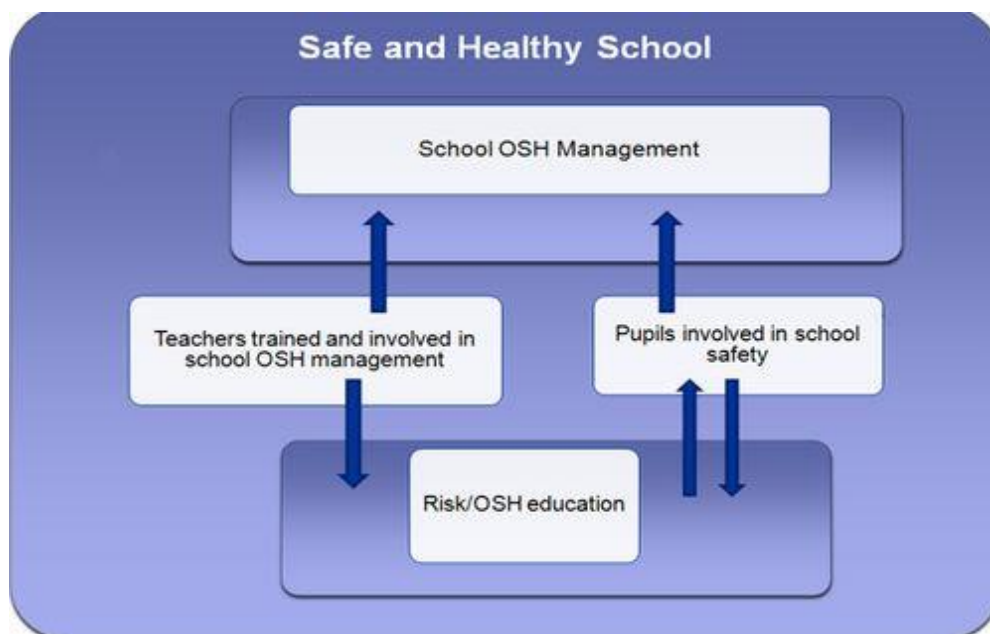 Safe and Healthy School
School OSH Management
Teachers trained and involved in
school OSH management
Pupils involved in school
safety
Risk/OSH education